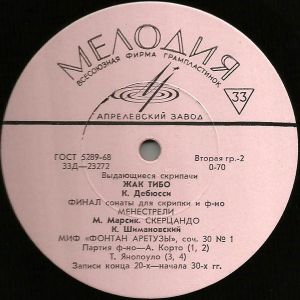 МЕЛОДИЯ
ВСЕСОЮЗНАЯ ФИРМА ГРАМПЛАСТИНОК
33
АПРЕЛЕВСКИЙ ЗАВОД
ГОСТ 5289-68
33Д—23272
Вторая гр.-2
0-70
Выдающиеся скрипачи
ЖАК ТИБО
К. Дебюсси
ФИНАЛ сонаты для скрипки и ф-но
МЕНЕСТРЕЛИ
М. Марсик. СКЕРЦАНДО
К. Шимановский
МИФ «ФОНТАН АРЕТУЗЫ», соч. 30 № 1
Партия ф-но—А. Корто (1, 2)
Т. Янопоуло (3, 4)
Записи конца 20-х—начала 30-х гг.